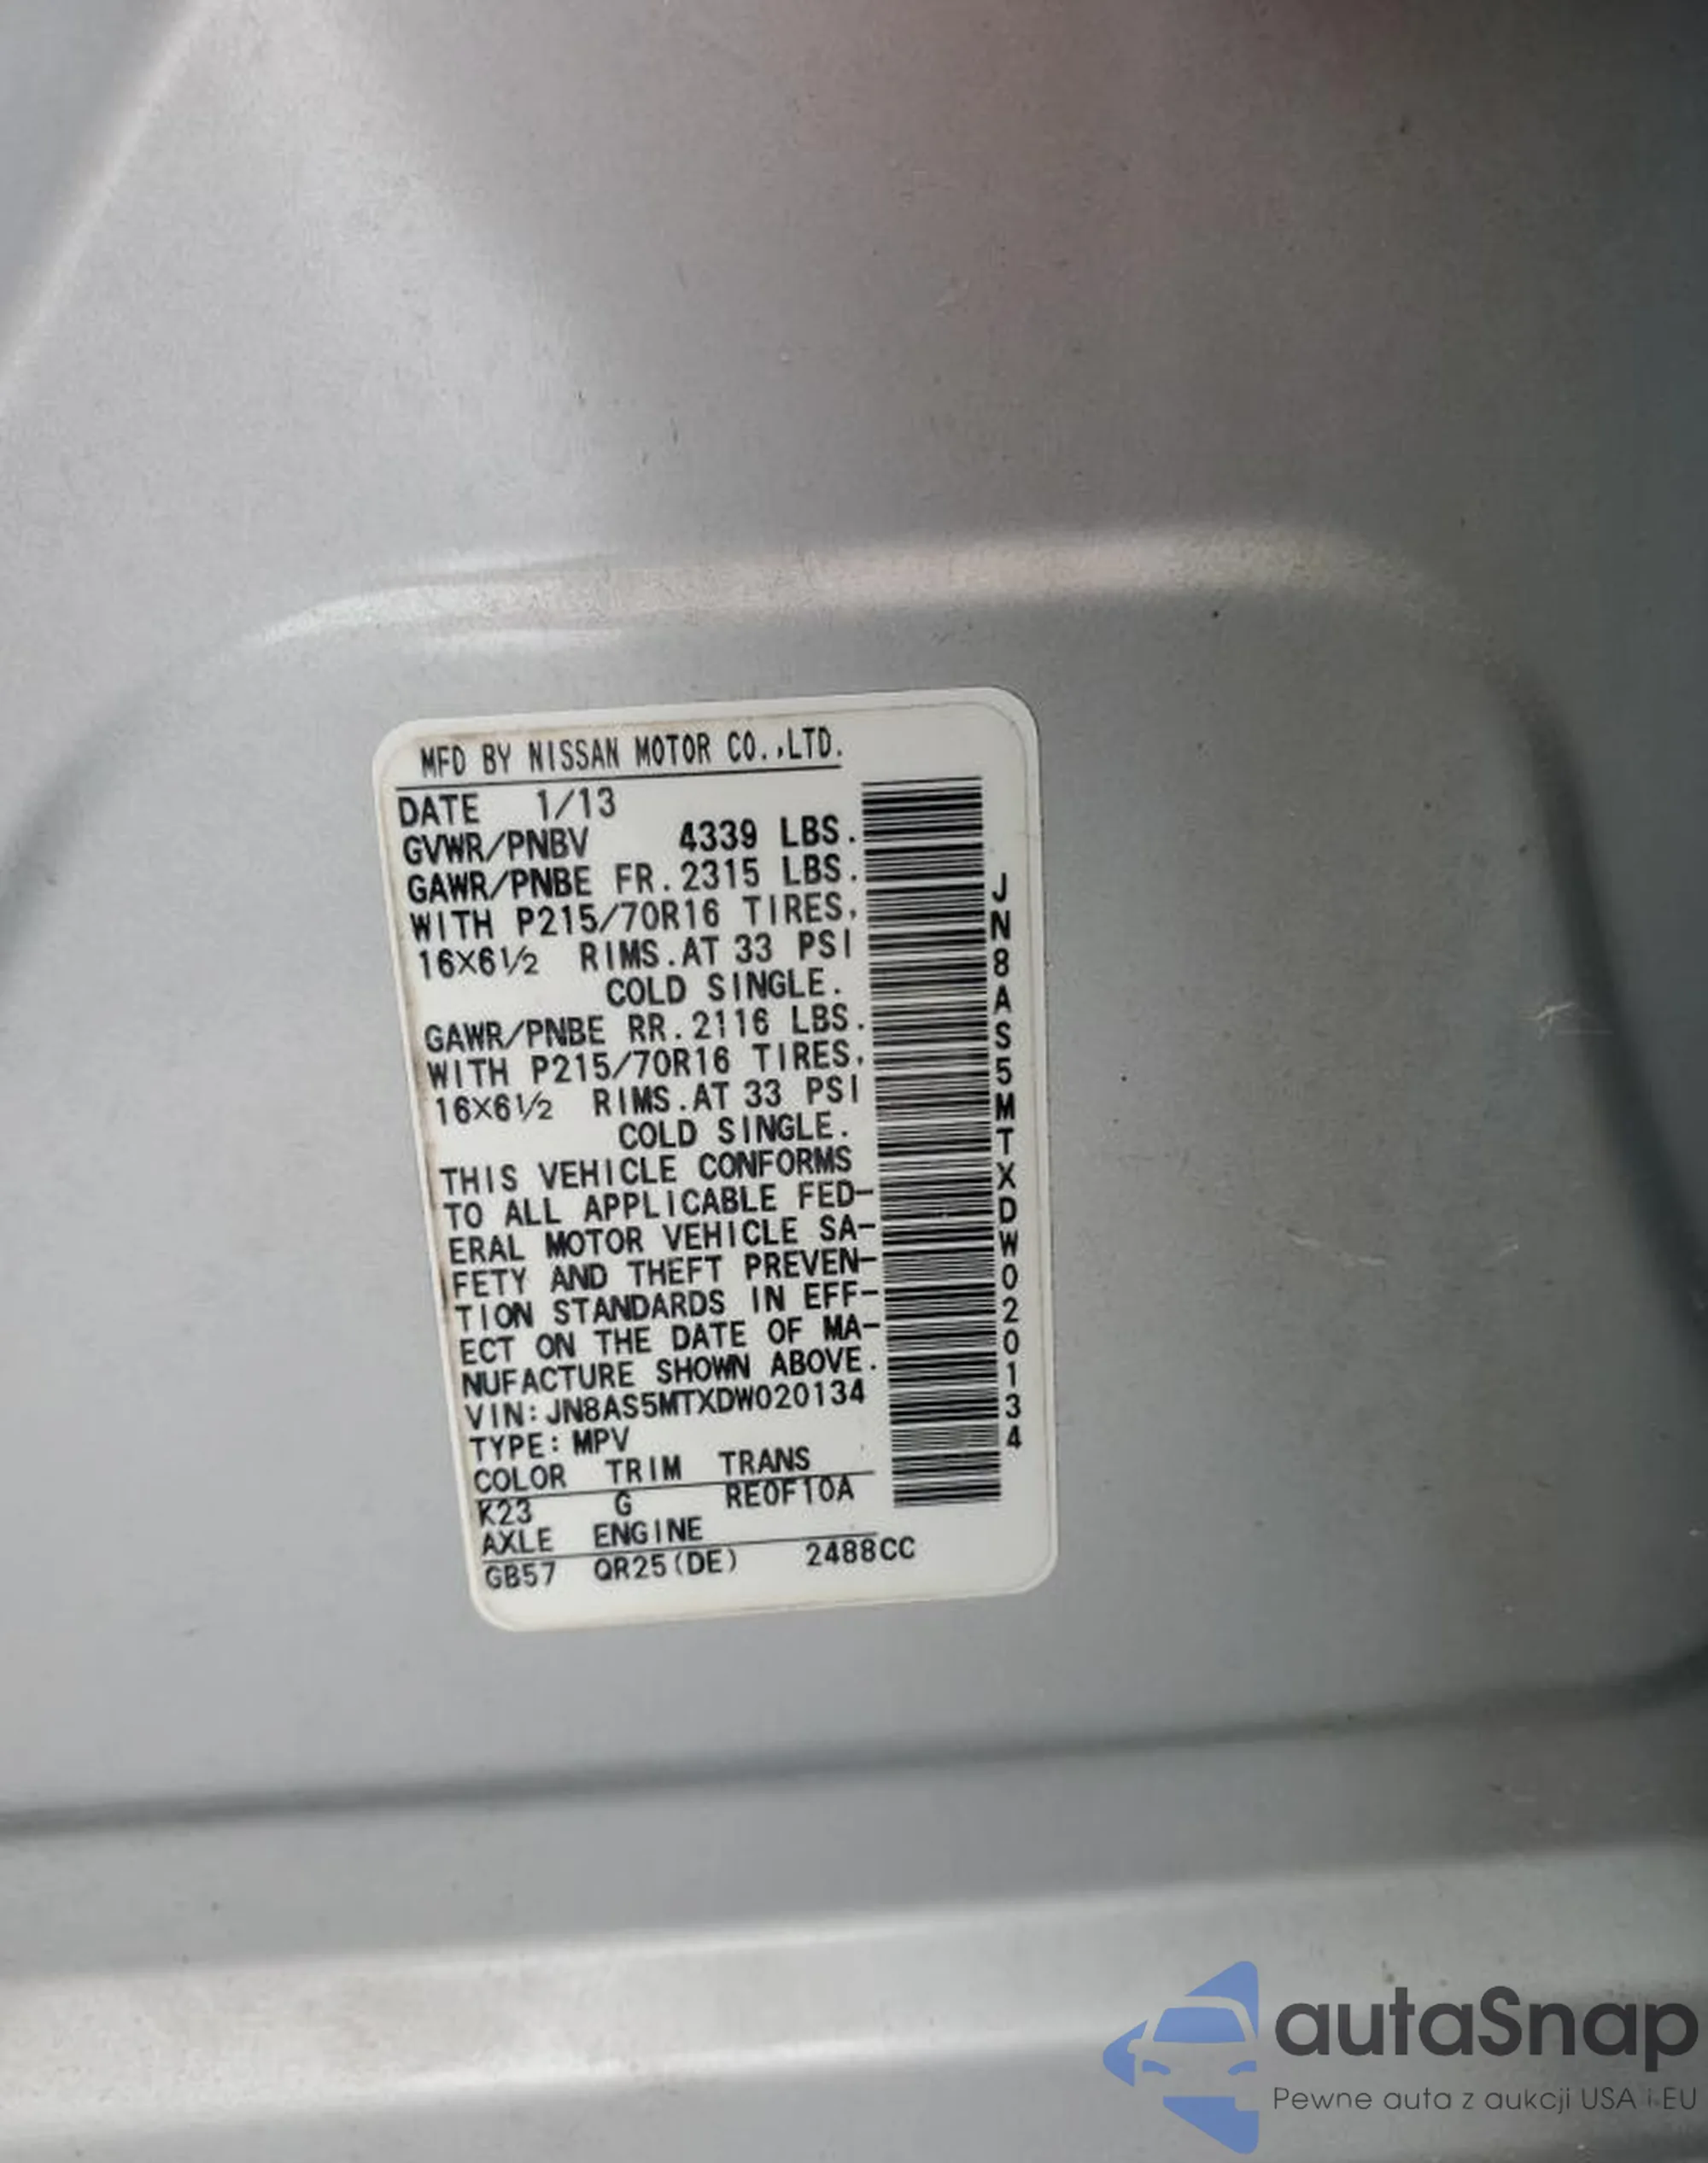 MFD BY NISSAN MOTOR CO.,LTD.
DATE 1/13
GVWR/PNBV 4339 LBS.
GAWR/PNBE FR.2315 LBS.
WITH P215/70R16 TIRES,
16X6½ RIMS.AT 33 PSI
COLD SINGLE.
GAWR/PNBE RR.2116 LBS.
WITH P215/70R16 TIRES,
16X6½ RIMS.AT 33 PSI
COLD SINGLE.
THIS VEHICLE CONFORMS
TO ALL APPLICABLE FED-
ERAL MOTOR VEHICLE SA-
FETY AND THEFT PREVEN-
TION STANDARDS IN EFF-
ECT ON THE DATE OF MA-
NUFACTURE SHOWN ABOVE.
VIN:JN8AS5MTXDW020134
TYPE:MPV
COLOR TRIM TRANS
K23 G RE0F10A
AXLE ENGINE
GB57 QR25(DE) 2488CC
JN8AS5MTXDW020134
autaSnap
Pewne auta z aukcji USA i EU